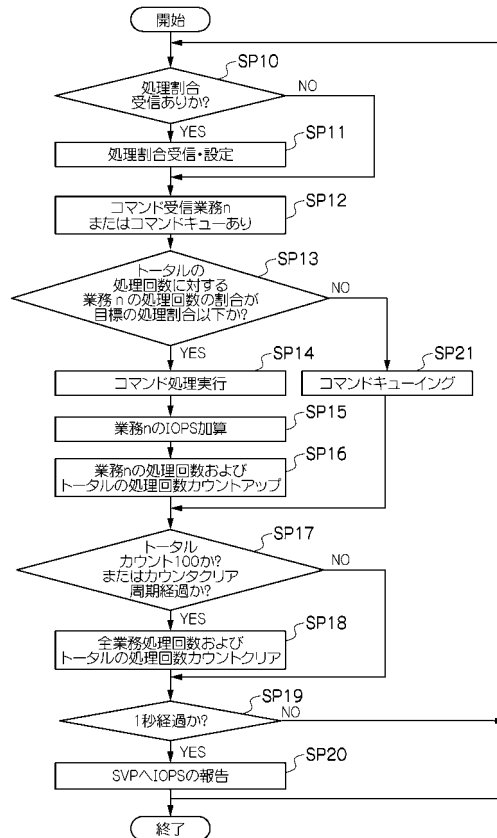 開始
SP10
処理割合
受信ありか?
NO
YES
SP11
処理割合受信・設定
SP12
コマンド受信業務n
またはコマンドキューあり
SP13
トータルの
処理回数に対する
業務nの処理回数の割合が
目標の処理割合以下か?
NO
YES
SP14
コマンド処理実行
SP21
コマンドキューイング
SP15
業務nのIOPS加算
SP16
業務nの処理回数および
トータルの処理回数カウントアップ
SP17
トータル
カウント100か?
またはカウンタクリア
周期経過か?
NO
YES
SP18
全業務処理回数および
トータルの処理回数カウントクリア
SP19
1秒経過か?
NO
YES
SP20
SVPへIOPSの報告
終了